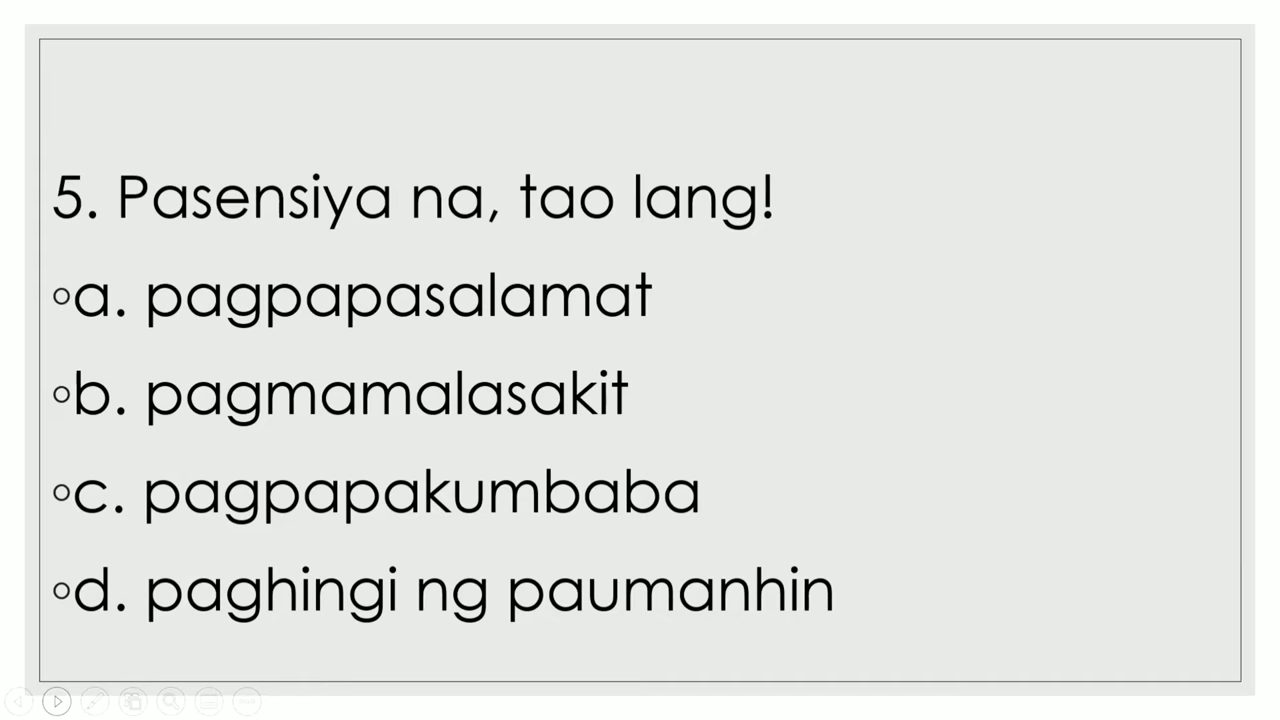 5. Pasensiya na, tao lang!
◦a. pagpapasalamat
◦b. pagmamalasakit
◦c. pagpapakumbaba
◦d. paghingi ng paumanhin